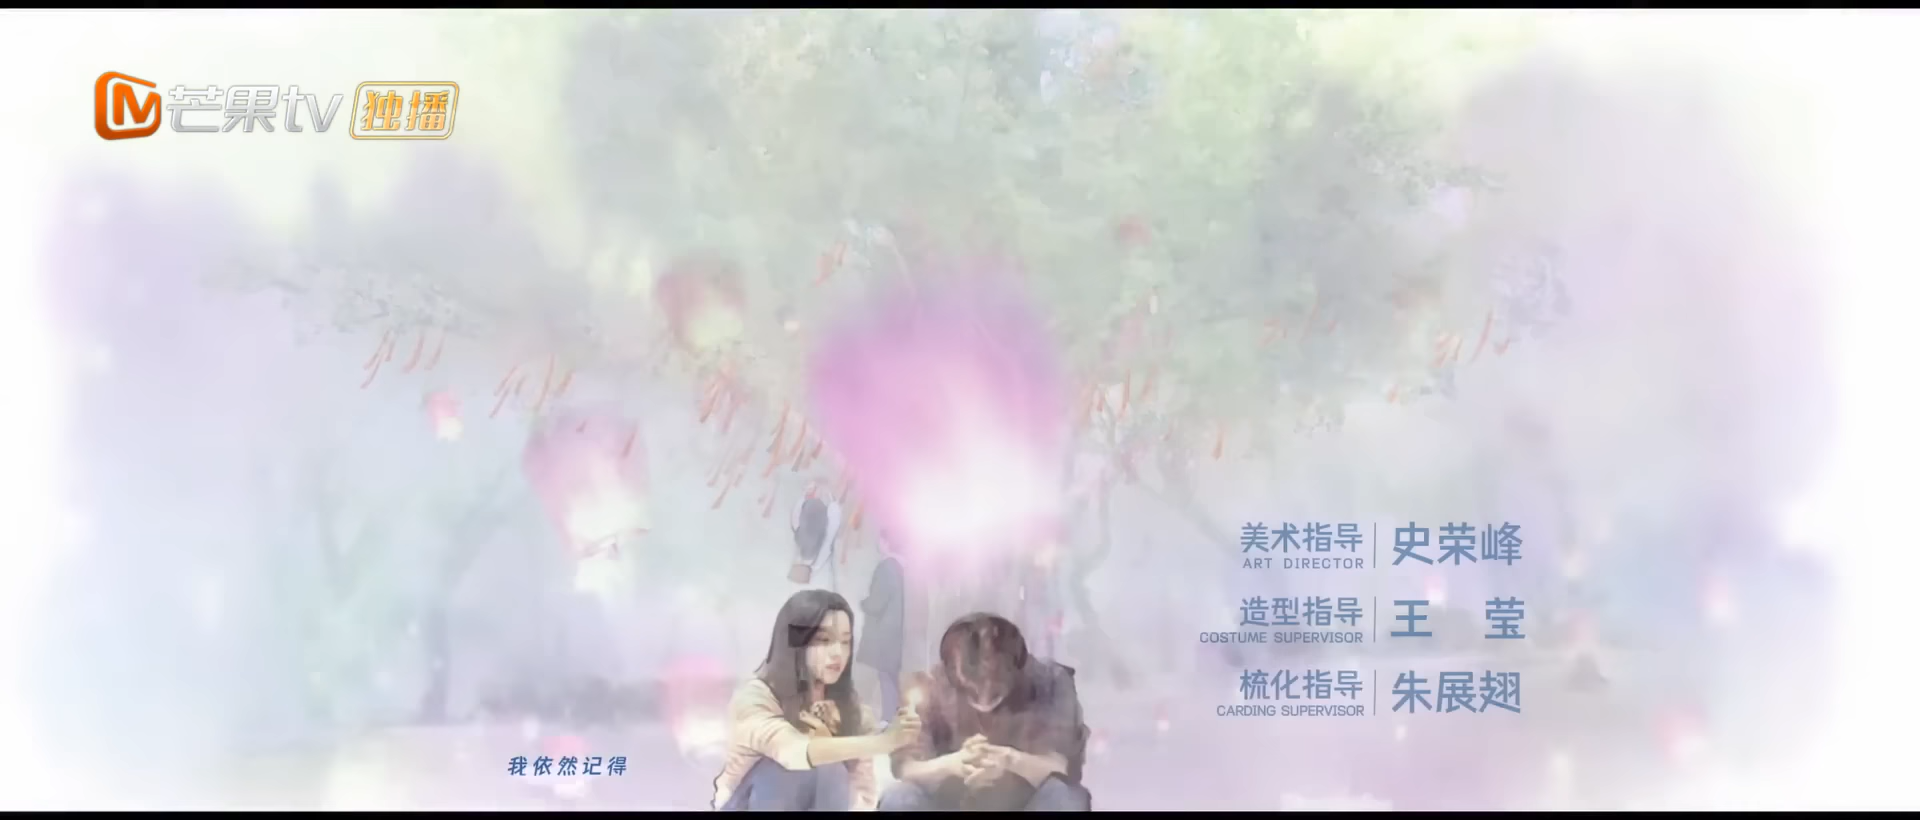 芒果tv 独播
美术指导 史荣峰
ART DIRECTOR
造型指导 王 莹
COSTUME SUPERVISOR
梳化指导 朱展翅
CARDING SUPERVISOR
我依然记得